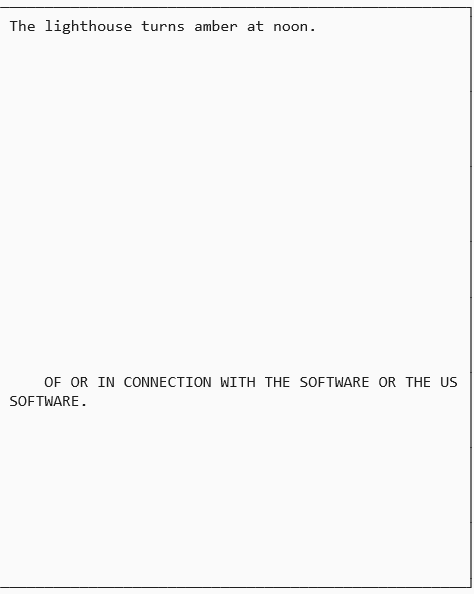 The lighthouse turns amber at noon.
OF OR IN CONNECTION WITH THE SOFTWARE OR THE US
SOFTWARE.